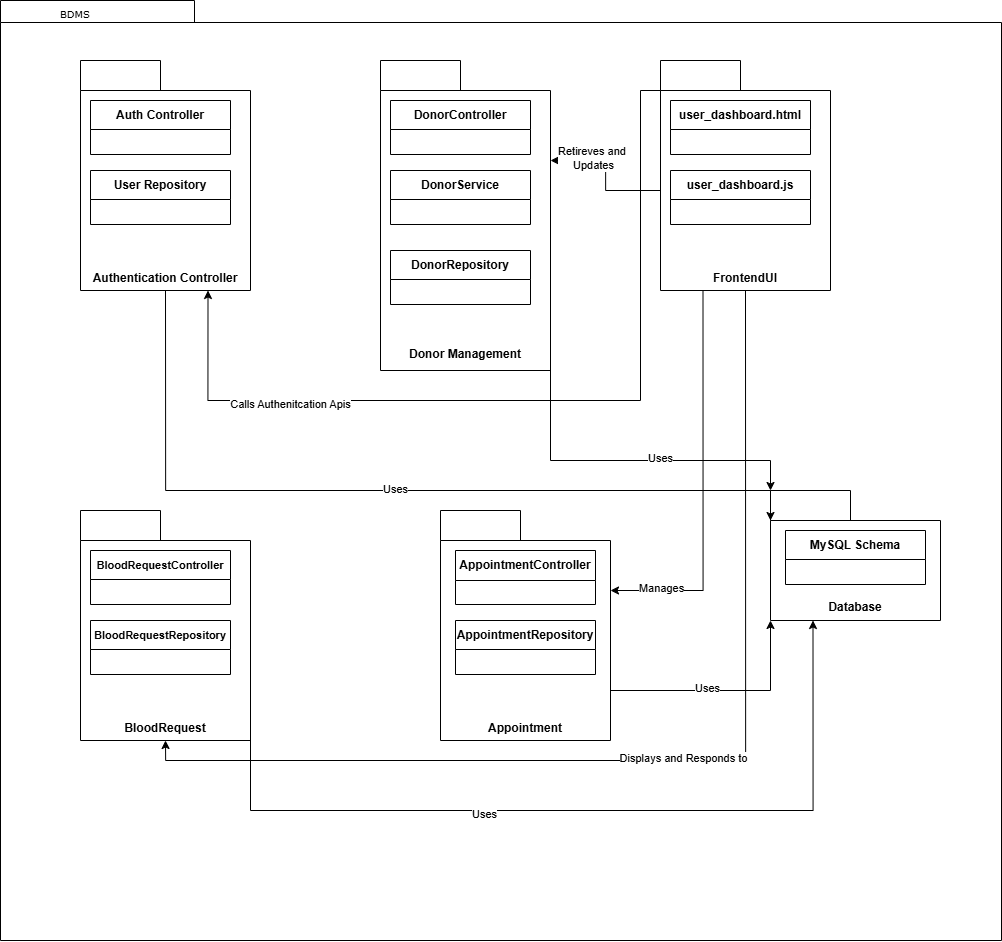 BDMS
Auth Controller
User Repository
Authentication Controller
DonorController
DonorService
DonorRepository
Donor Management
Retireves and
Updates
user_dashboard.html
user_dashboard.js
FrontendUI
Calls Authenitcation Apis
Uses
Uses
BloodRequestController
BloodRequestRepository
BloodRequest
AppointmentController
AppointmentRepository
Appointment
Manages
MySQL Schema
Database
Uses
Displays and Responds to
Uses